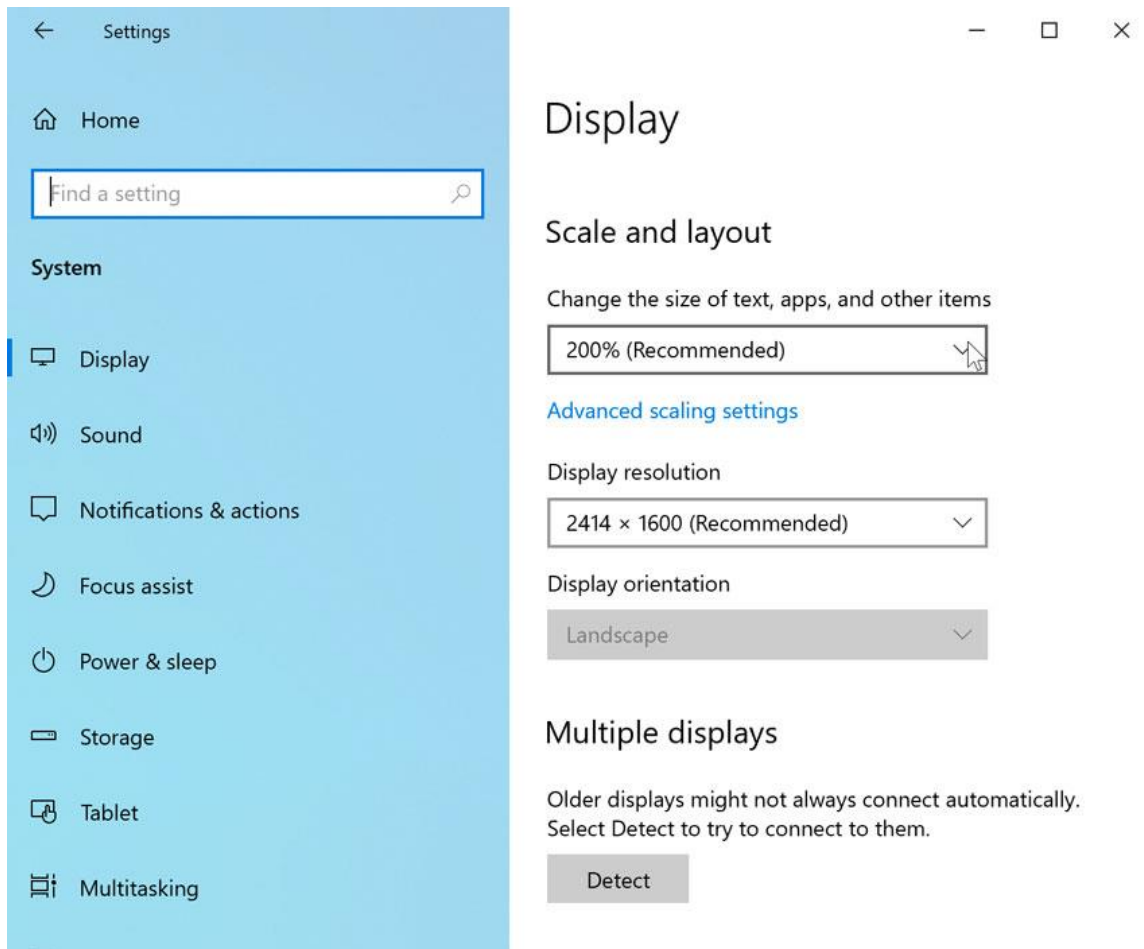 Settings
Home
Find a setting
System
Display
Sound
Notifications & actions
Focus assist
Power & sleep
Storage
Tablet
Multitasking
Display
Scale and layout
Change the size of text, apps, and other items
200% (Recommended)
Advanced scaling settings
Display resolution
2414 × 1600 (Recommended)
Display orientation
Landscape
Multiple displays
Older displays might not always connect automatically.
Select Detect to try to connect to them.
Detect